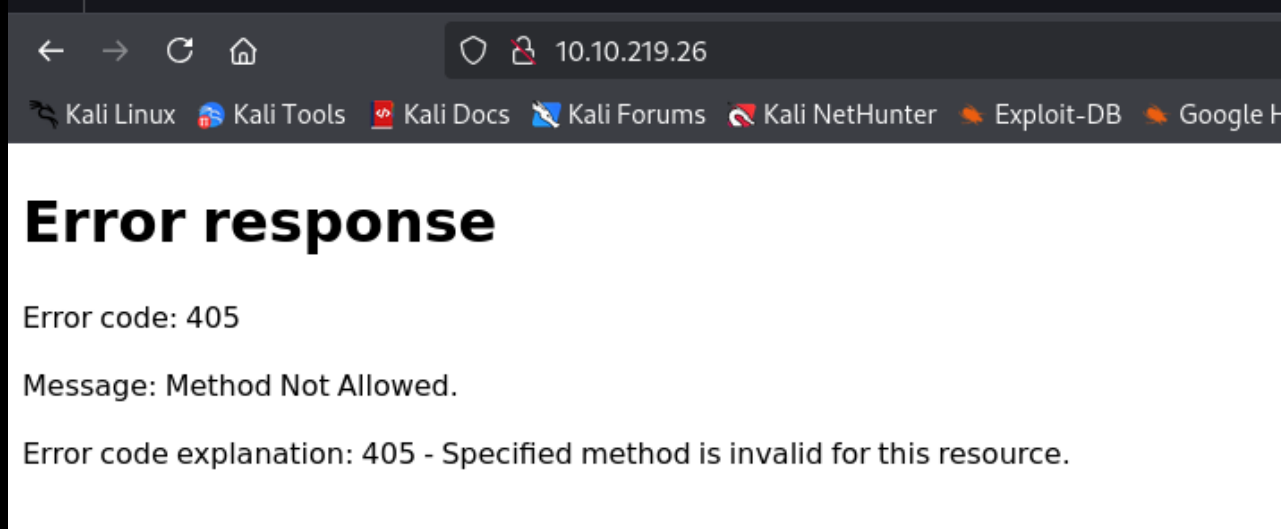 10.10.219.26
Kali Linux Kali Tools Kali Docs Kali Forums Kali NetHunter Exploit-DB Google H
Error response
Error code: 405
Message: Method Not Allowed.
Error code explanation: 405 - Specified method is invalid for this resource.